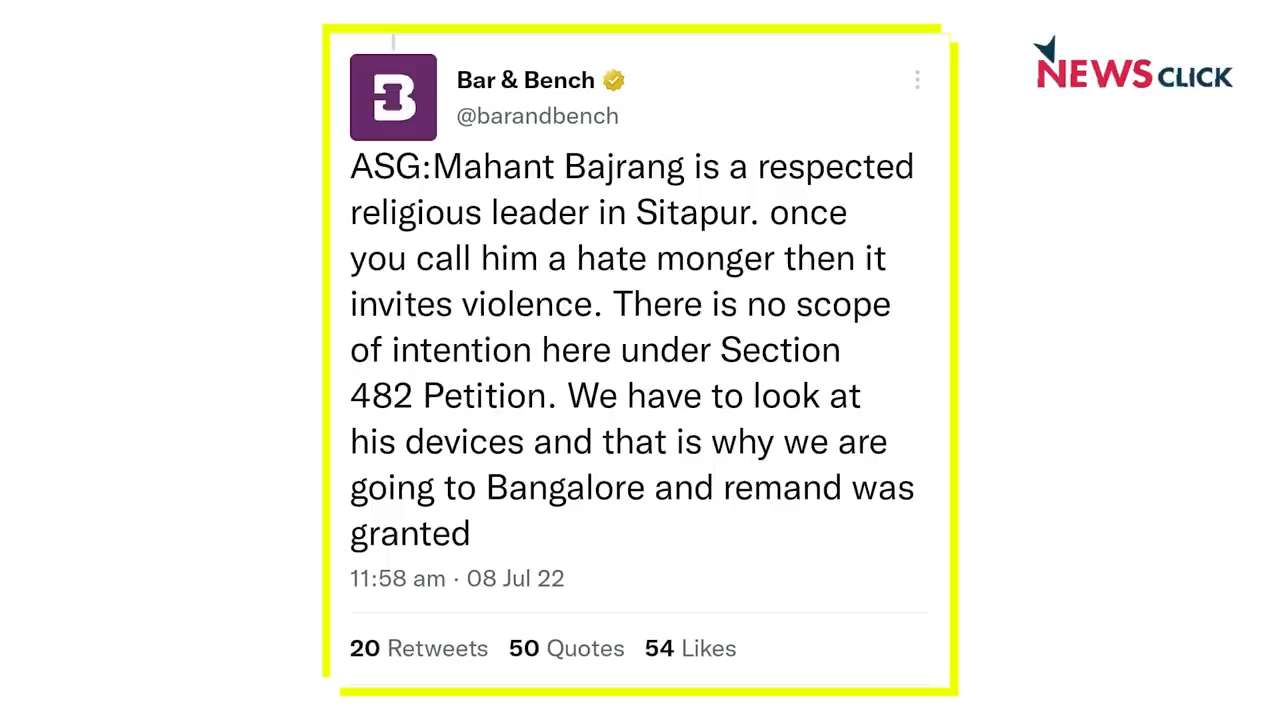 Bar & Bench
@barandbench
ASG:Mahant Bajrang is a respected
religious leader in Sitapur. once
you call him a hate monger then it
invites violence. There is no scope
of intention here under Section
482 Petition. We have to look at
his devices and that is why we are
going to Bangalore and remand was
granted
11:58 am · 08 Jul 22
20 Retweets 50 Quotes 54 Likes
NEWS CLICK
B